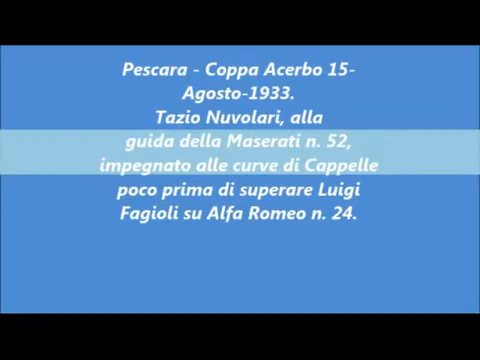 Pescara - Coppa Acerbo 15-
Agosto-1933.
Tazio Nuvolari, alla
guida della Maserati n. 52,
impegnato alle curve di Cappelle
poco prima di superare Luigi
Fagioli su Alfa Romeo n. 24.